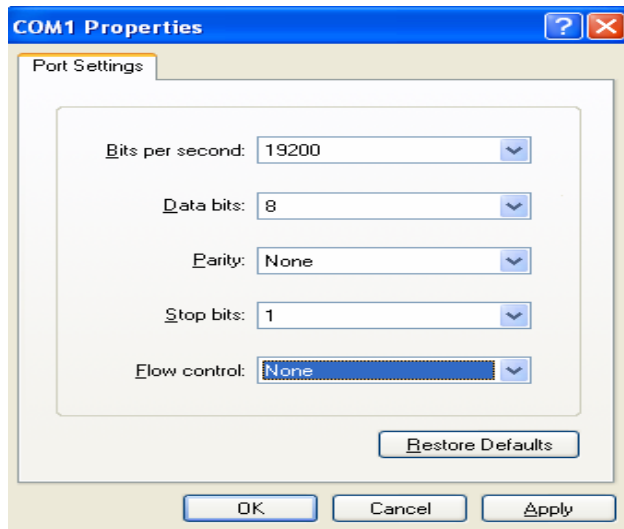 COM1 Properties
Port Settings
Bits per second: 19200
Data bits: 8
Parity: None
Stop bits: 1
Flow control: None
Restore Defaults
OK Cancel Apply